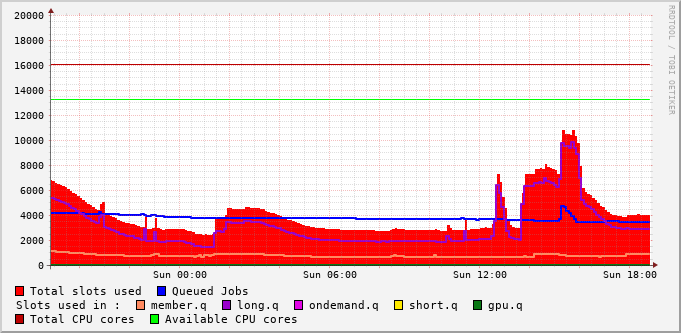 RRDTOOL / TOBI OETIKER
20000
18000
16000
14000
12000
10000
8000
6000
4000
2000
0
Sun 00:00 Sun 06:00 Sun 12:00 Sun 18:00
Total slots used Queued Jobs
Slots used in : member.q long.q ondemand.q short.q gpu.q
Total CPU cores Available CPU cores